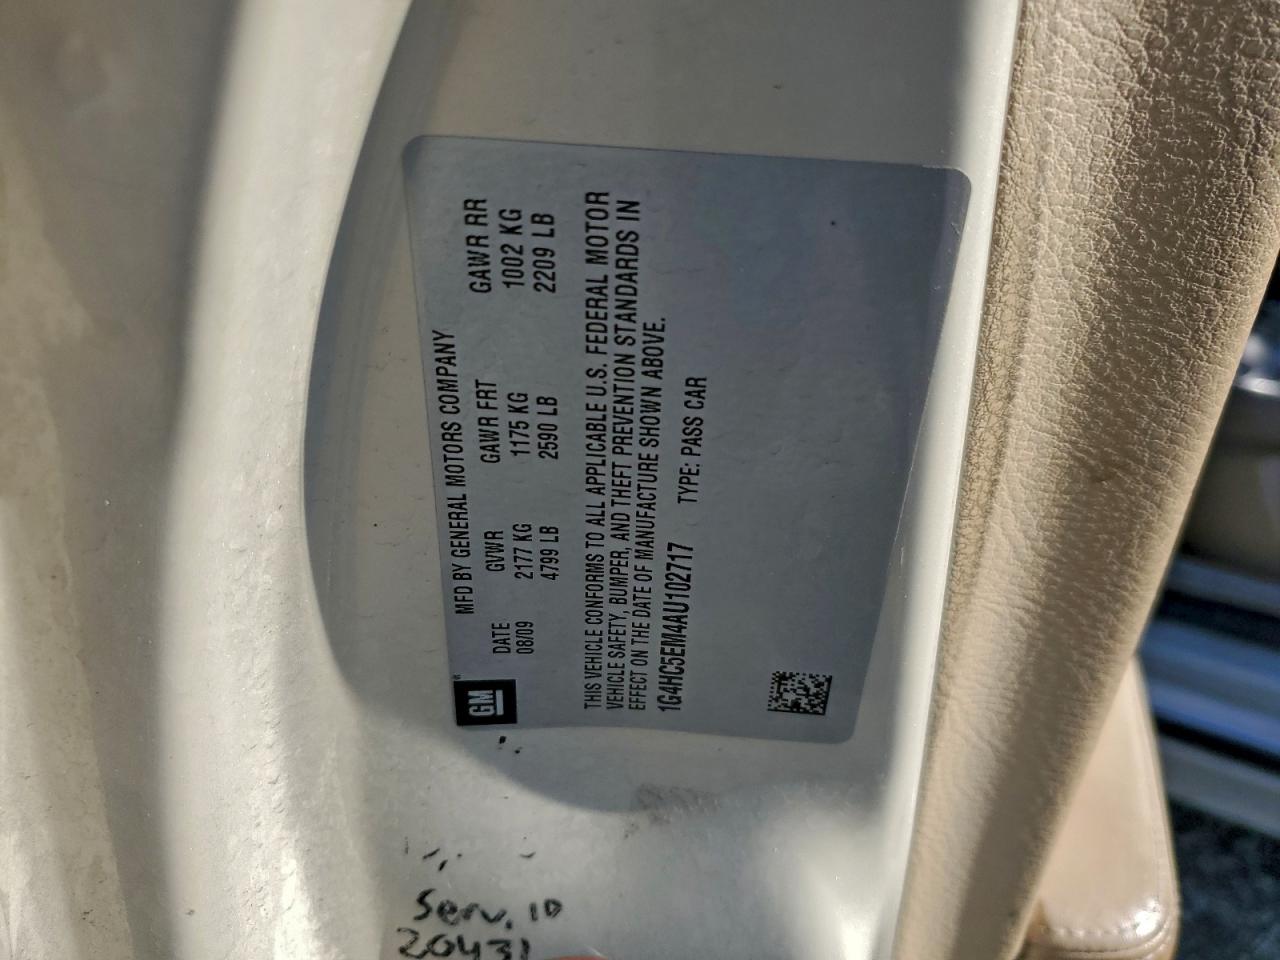 MFD BY GENERAL MOTORS COMPANY
DATE GVWR GAWR FRT GAWR RR
08/09 2177 KG 1175 KG 1002 KG
4799 LB 2590 LB 2209 LB
GM
THIS VEHICLE CONFORMS TO ALL APPLICABLE U.S. FEDERAL MOTOR
VEHICLE SAFETY, BUMPER, AND THEFT PREVENTION STANDARDS IN
EFFECT ON THE DATE OF MANUFACTURE SHOWN ABOVE.
1G4HC5EM4AU102717 TYPE: PASS CAR
Serv. ID
20431